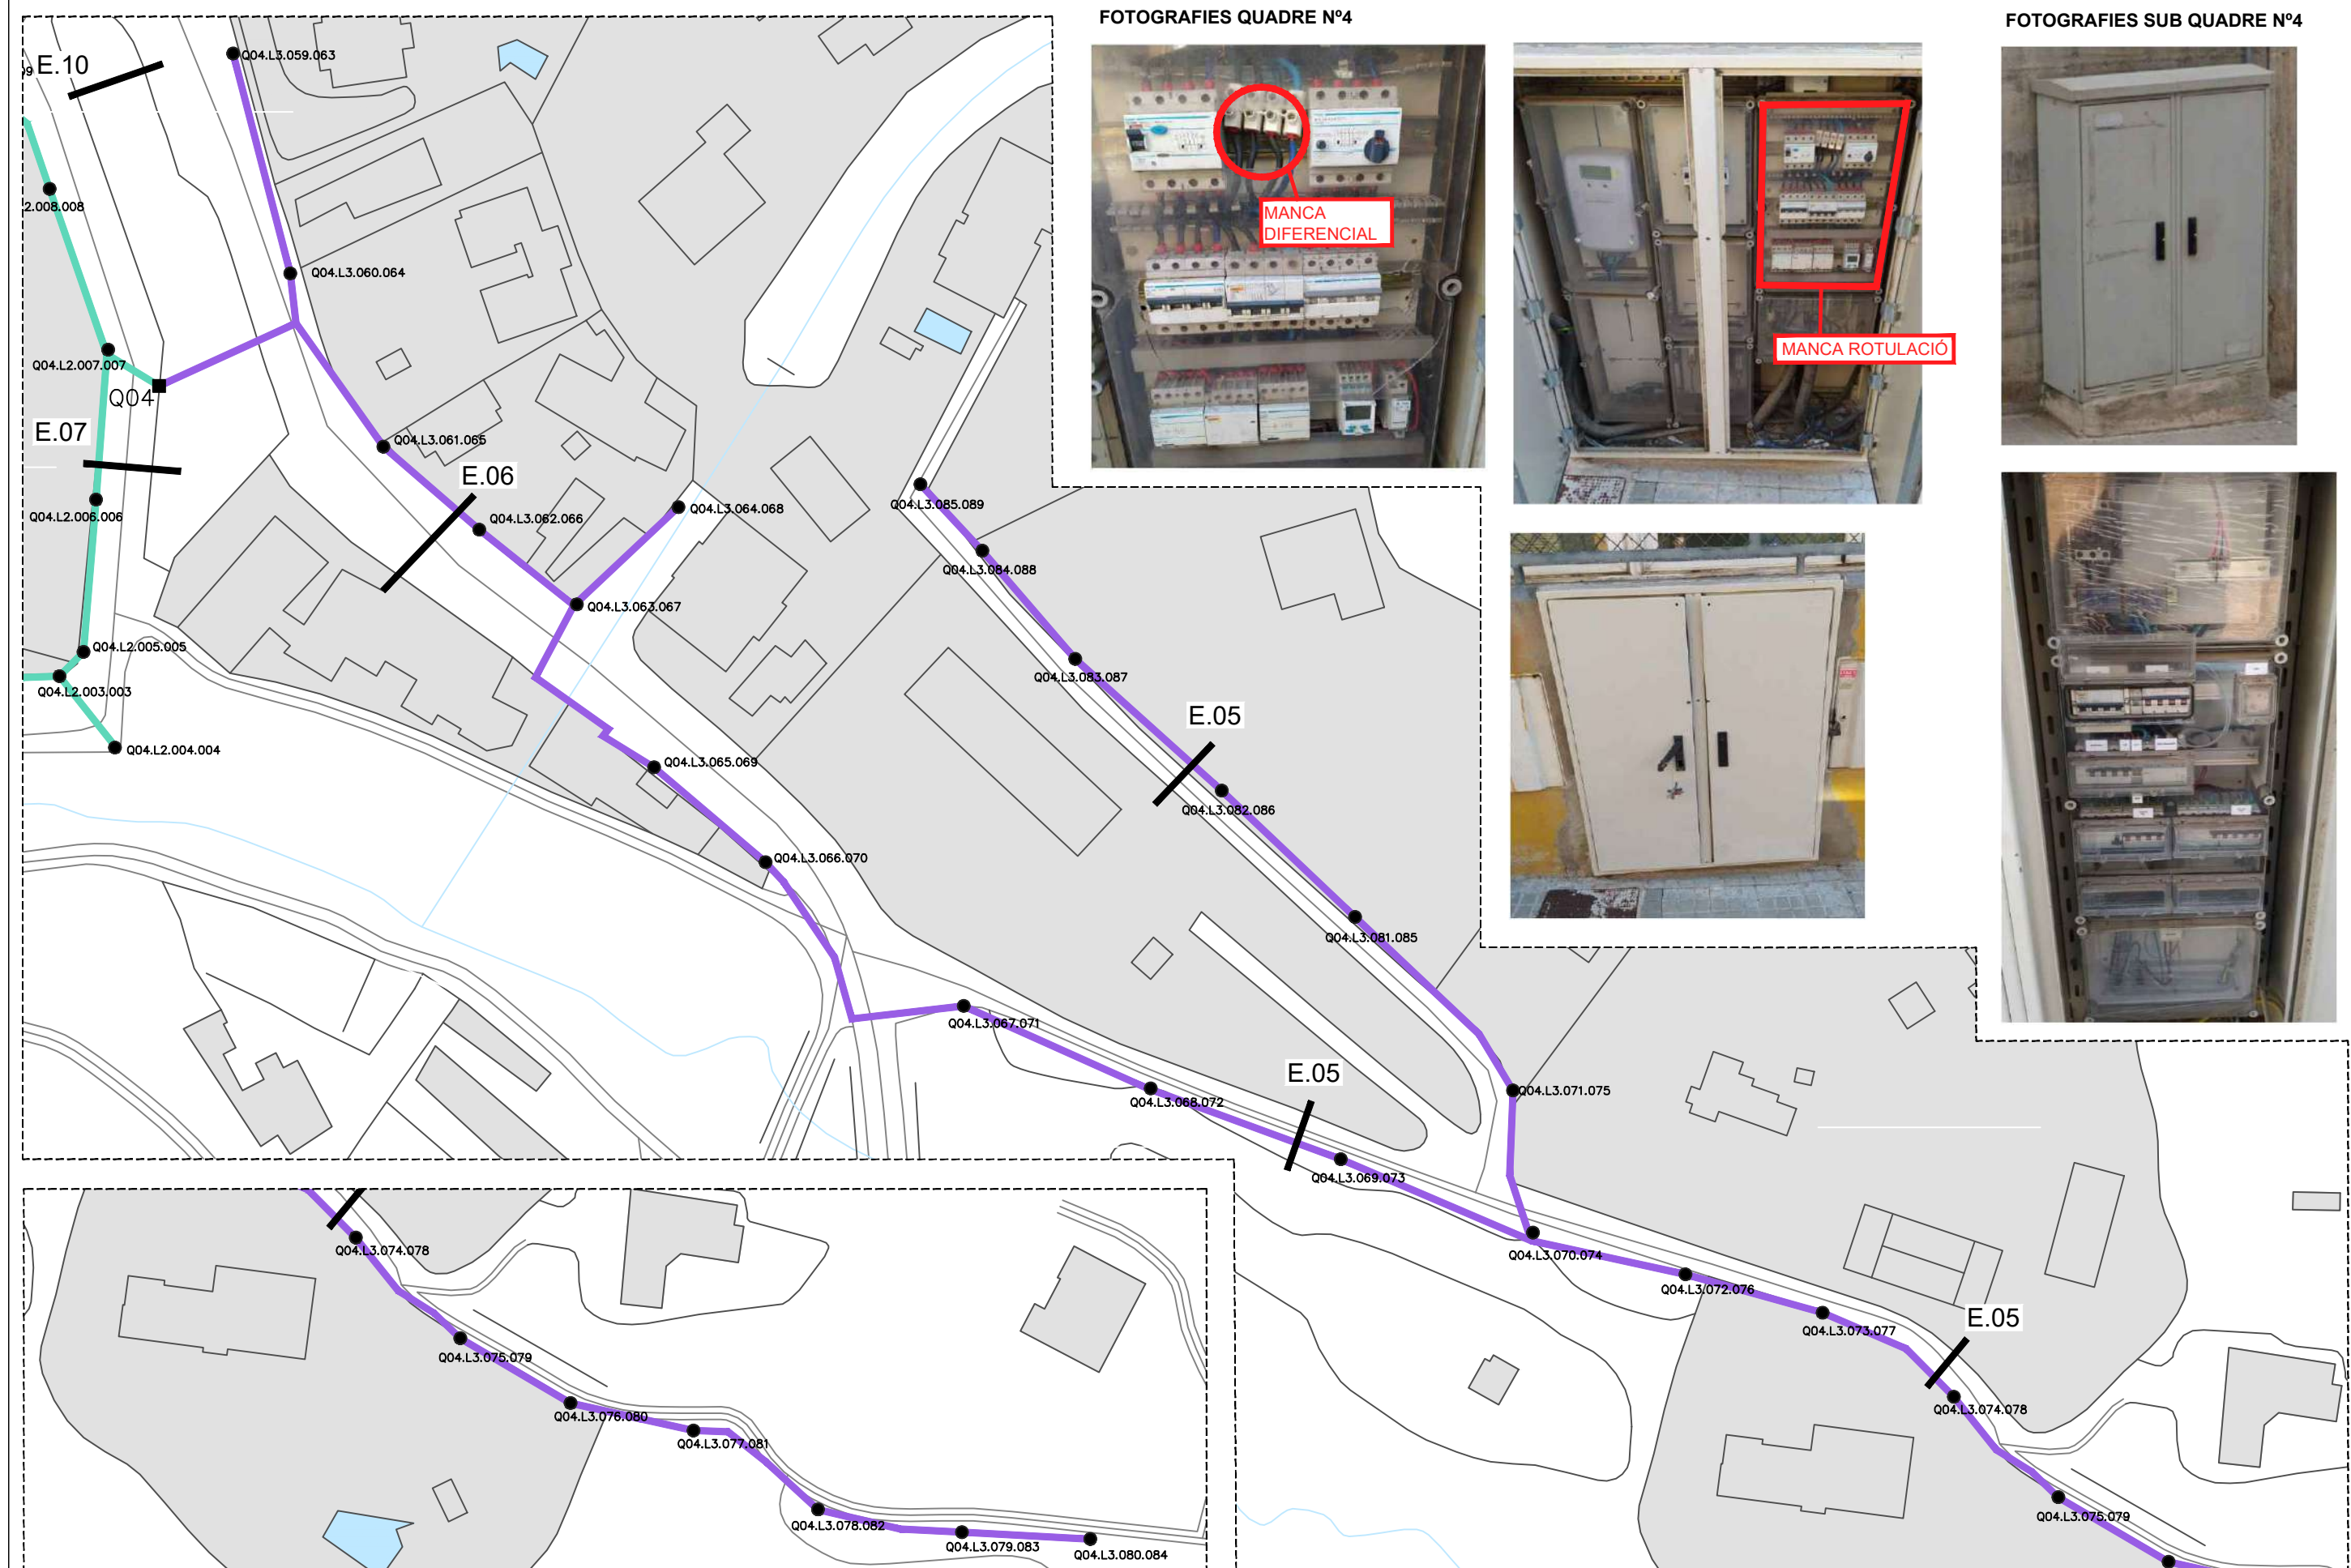 FOTOGRAFIES QUADRE Nº4
FOTOGRAFIES SUB QUADRE Nº4
MANCA
DIFERENCIAL
MANCA ROTULACIÓ
E.10
Q04.L3.059.063
2.008.008
Q04.L3.060.064
Q04.L2.007.007
Q04
E.07
Q04.L3.061.065
E.06
Q04.L2.006.006
Q04.L3.062.066
Q04.L3.064.068
Q04.L3.085.089
Q04.L3.084.088
Q04.L3.063.067
Q04.L2.005.005
Q04.L2.003.003
Q04.L3.083.087
E.05
Q04.L2.004.004
Q04.L3.065.069
Q04.L3.082.086
Q04.L3.066.070
Q04.L3.081.085
Q04.L3.067.071
E.05
Q04.L3.068.072
Q04.L3.071.075
Q04.L3.069.073
Q04.L3.070.074
Q04.L3.072.076
E.05
Q04.L3.073.077
Q04.L3.074.078
Q04.L3.075.079
Q04.L3.074.078
Q04.L3.075.079
Q04.L3.076.080
Q04.L3.077.081
Q04.L3.078.082
Q04.L3.079.083
Q04.L3.080.084